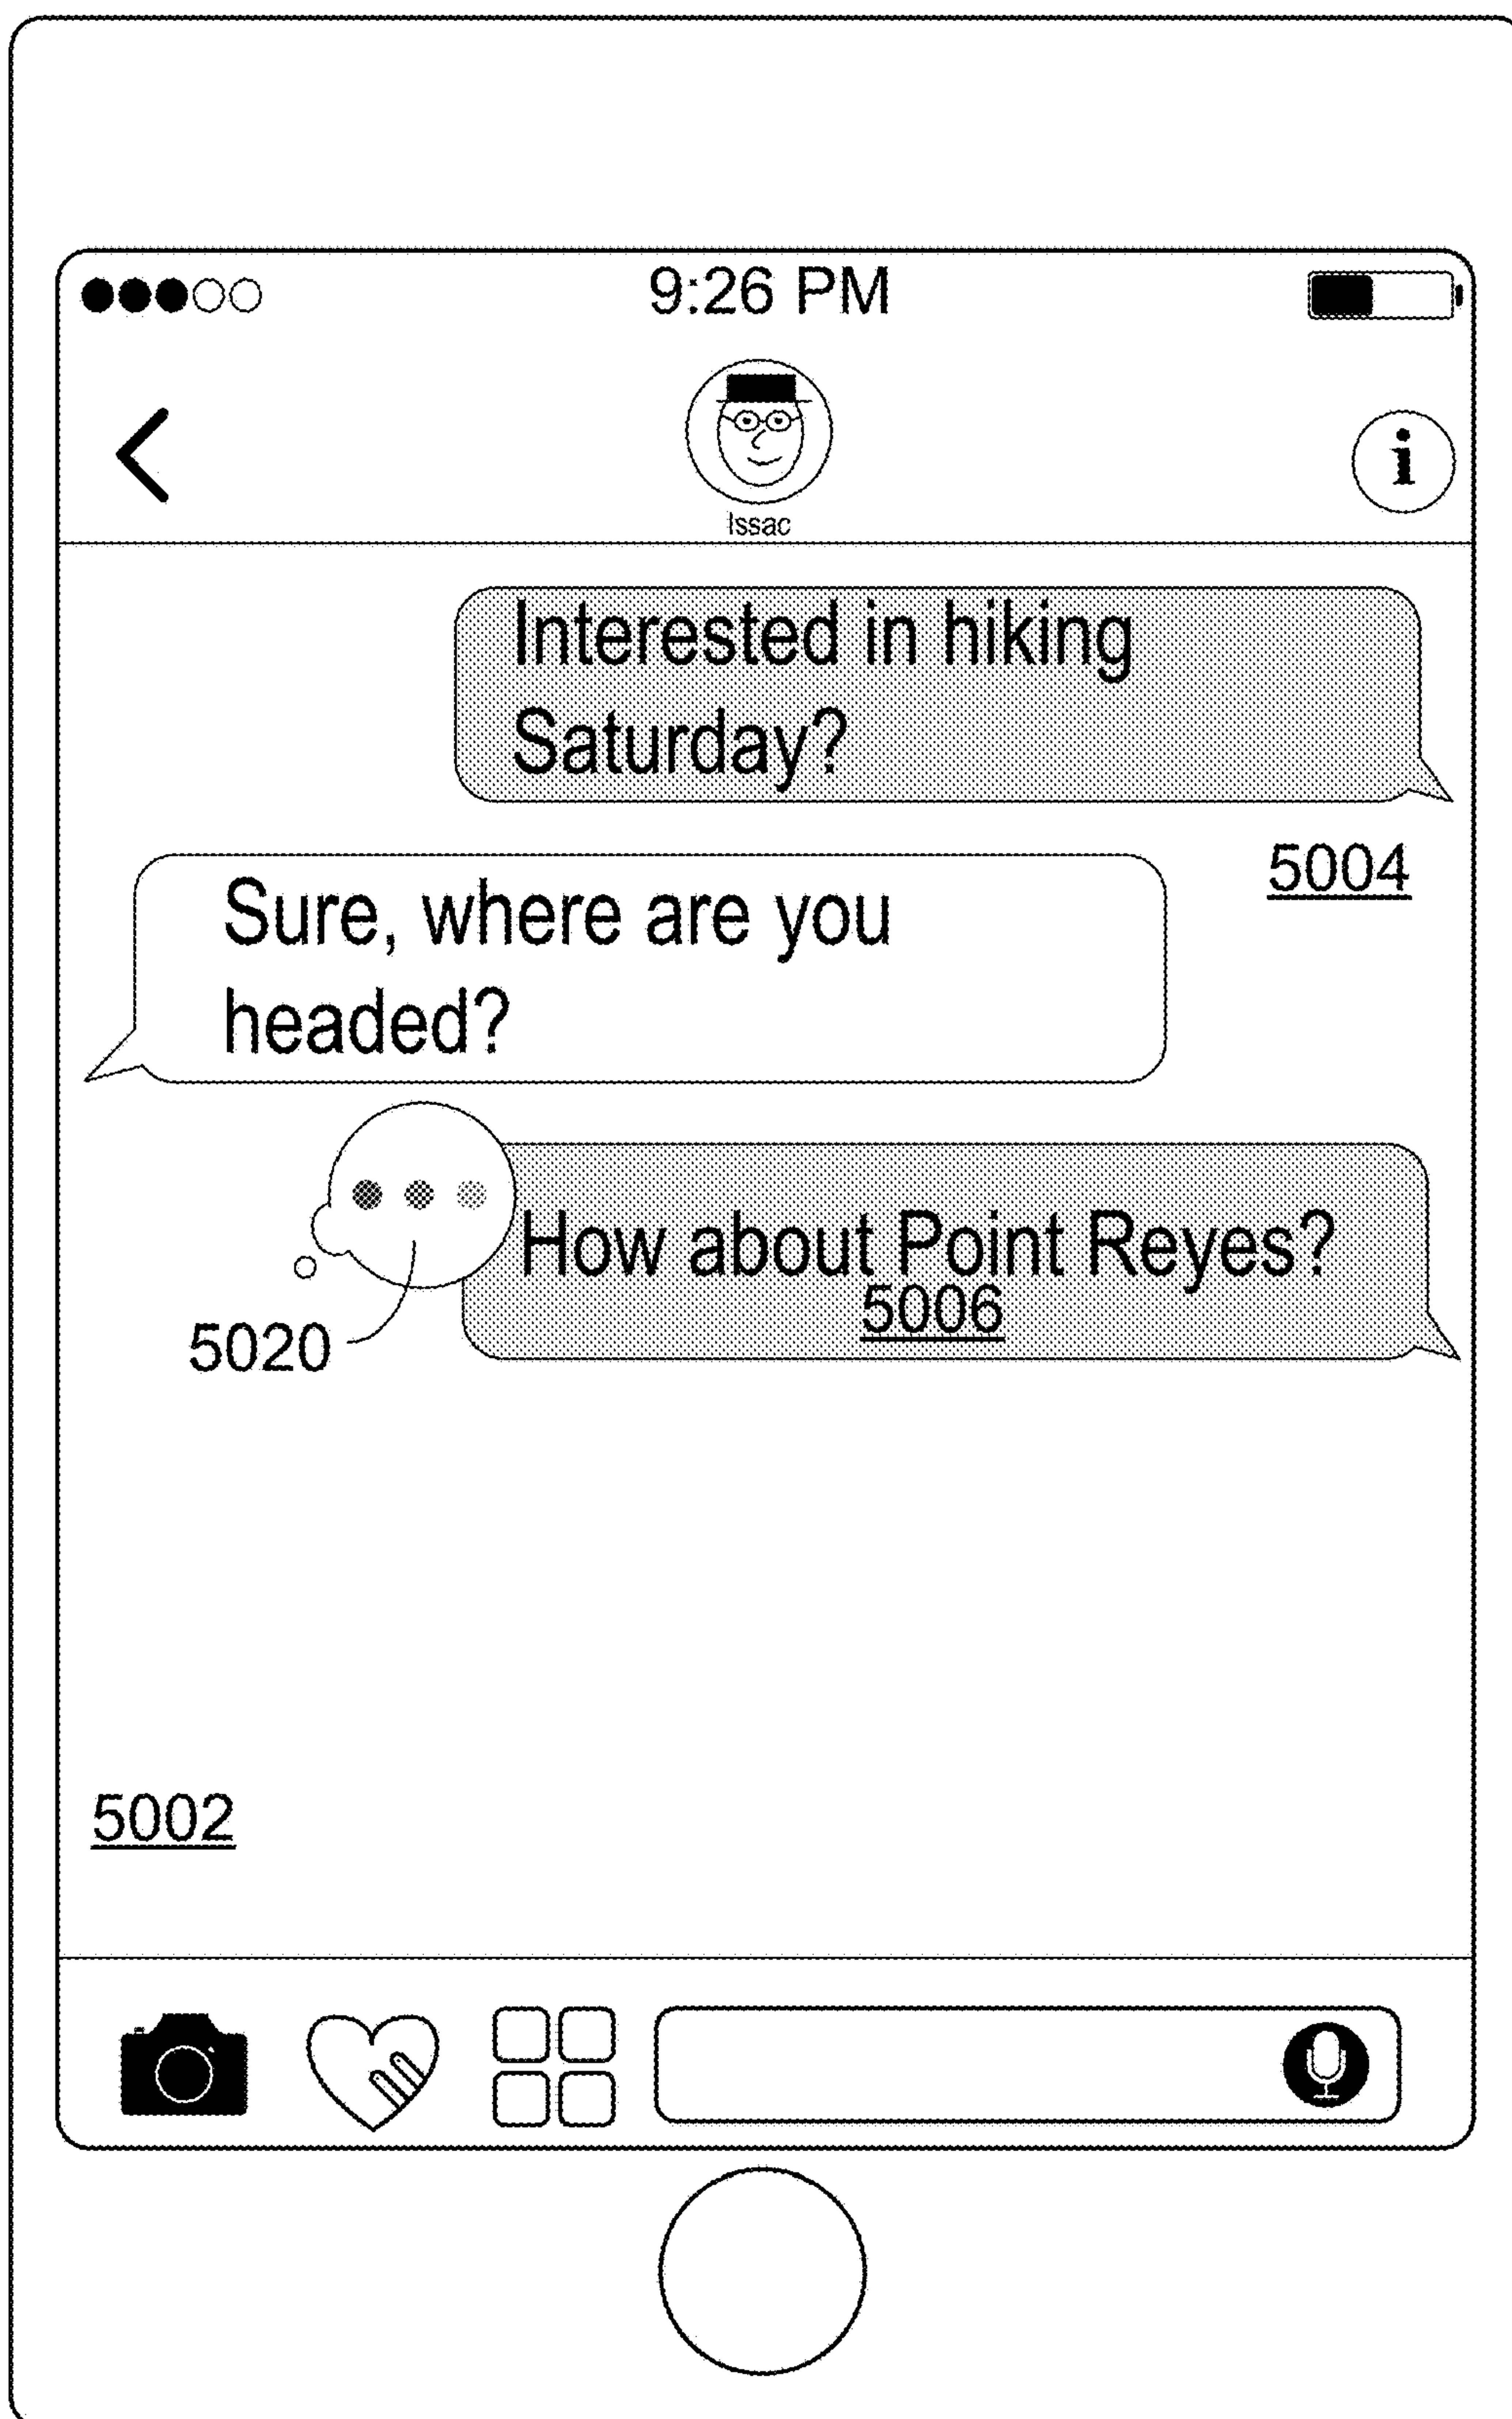 9:26 PM
i
Issac
Interested in hiking
Saturday?
5004
Sure, where are you
headed?
How about Point Reyes?
5006
5020
5002